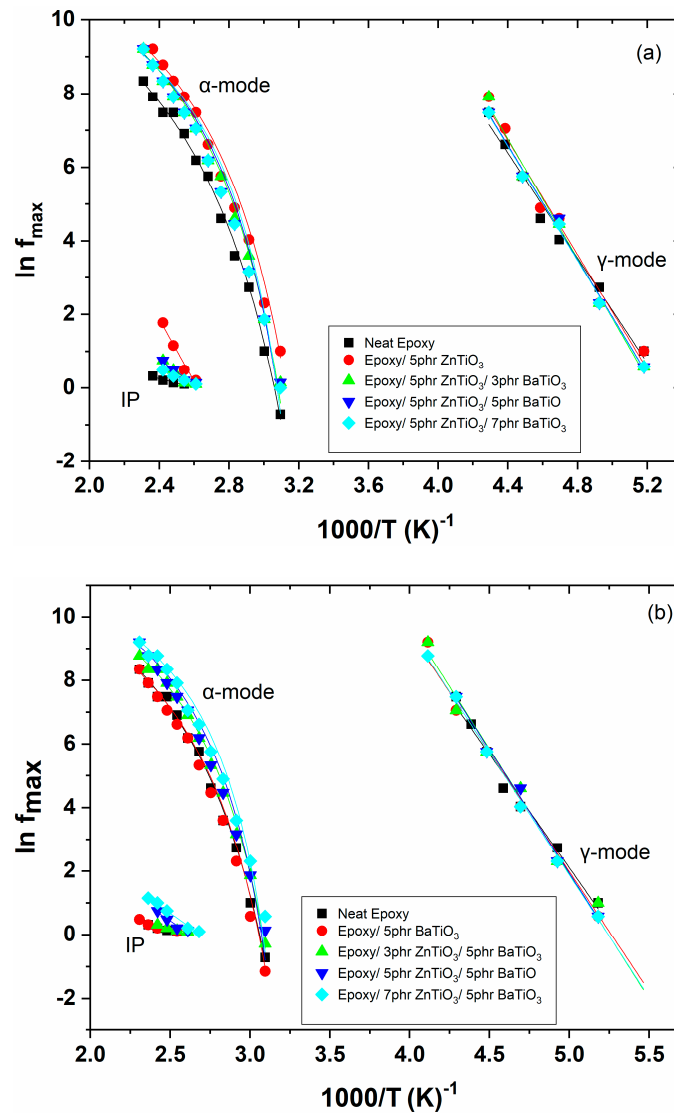 (a)
α-mode
γ-mode
IP
ln f_max
10
8
6
4
2
0
-2
Neat Epoxy
Epoxy/ 5phr ZnTiO₃
Epoxy/ 5phr ZnTiO₃/ 3phr BaTiO₃
Epoxy/ 5phr ZnTiO₃/ 5phr BaTiO
Epoxy/ 5phr ZnTiO₃/ 7phr BaTiO₃
2.0 2.4 2.8 3.2 3.6 4.0 4.4 4.8 5.2
1000/T (K)⁻¹
(b)
α-mode
γ-mode
IP
ln fmax
10
8
6
4
2
0
-2
Neat Epoxy
Epoxy/ 5phr BaTiO₃
Epoxy/ 3phr ZnTiO₃/ 5phr BaTiO₃
Epoxy/ 5phr ZnTiO₃/ 5phr BaTiO
Epoxy/ 7phr ZnTiO₃/ 5phr BaTiO₃
2.0 2.5 3.0 3.5 4.0 4.5 5.0 5.5
1000/T (K)⁻¹